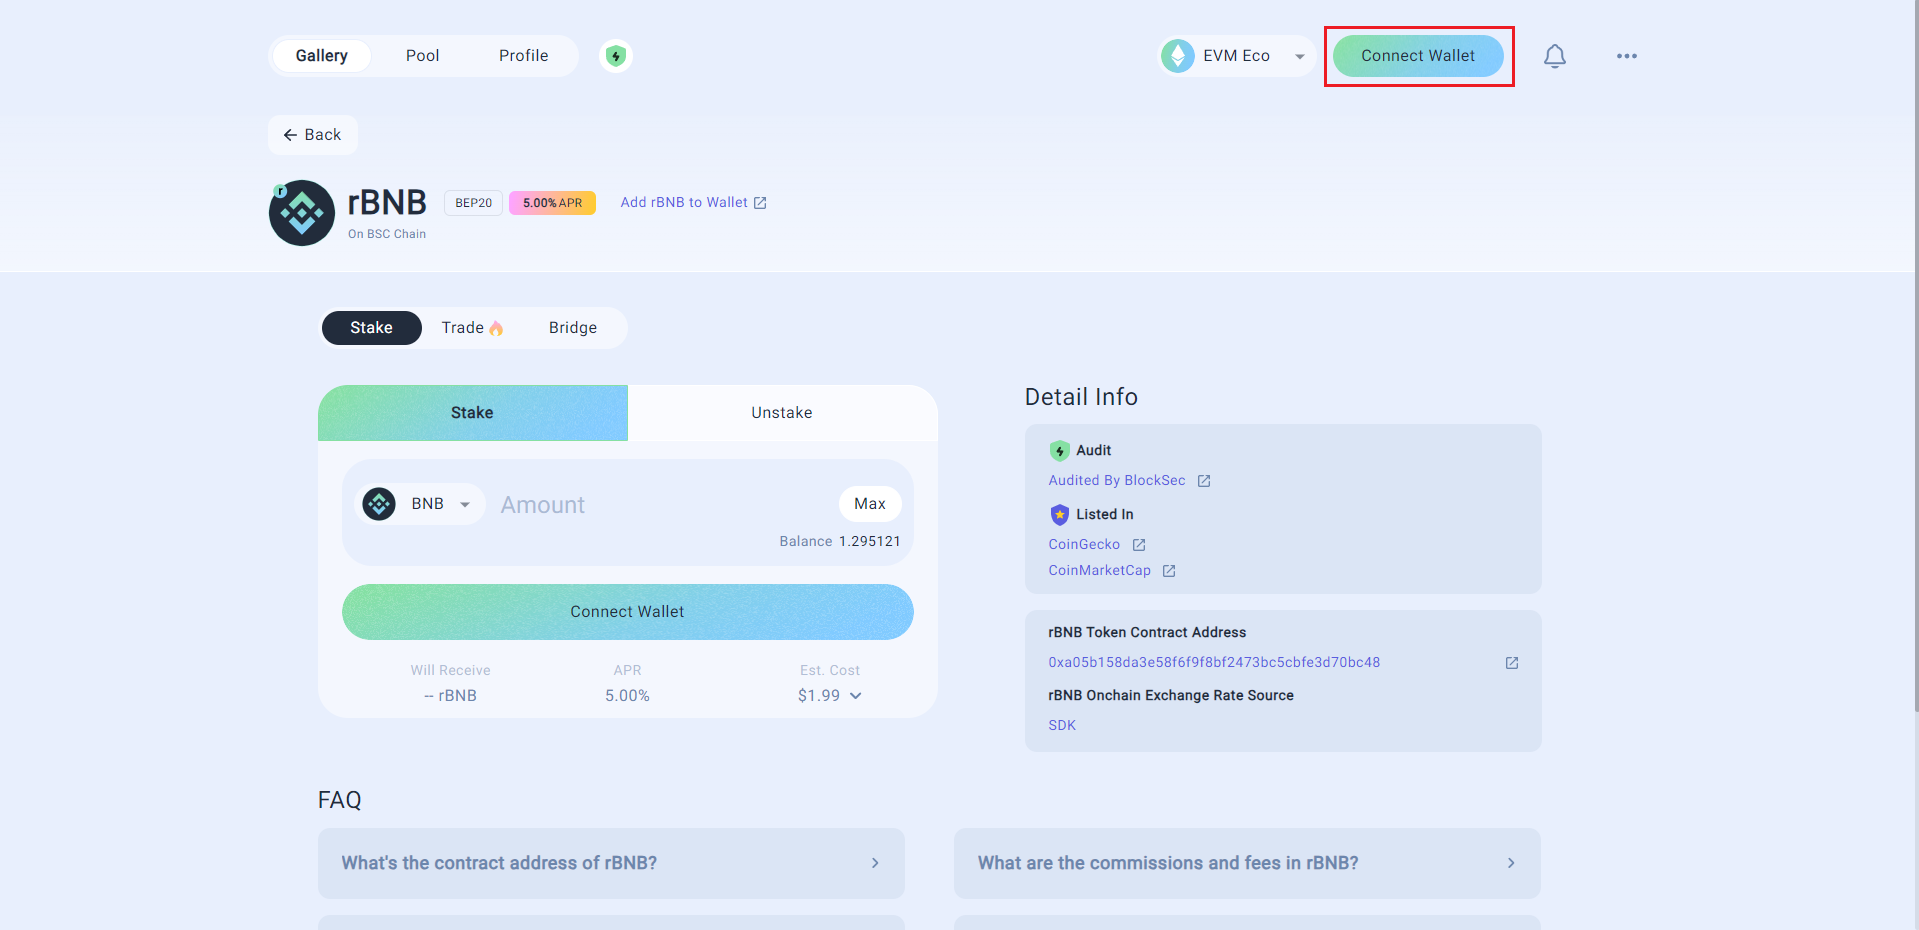 Gallery
Pool
Profile
EVM Eco
Connect Wallet
Back
r
rBNB
BEP20
5.00% APR
Add rBNB to Wallet
On BSC Chain
Stake
Trade
Bridge
Stake
Unstake
BNB
Amount
Max
Balance 1.295121
Connect Wallet
Will Receive
APR
Est. Cost
-- rBNB
5.00%
$1.99
Detail Info
Audit
Audited By BlockSec
Listed In
CoinGecko
CoinMarketCap
rBNB Token Contract Address
0xa05b158da3e58f6f9f8bf2473bc5cbfe3d70bc48
rBNB Onchain Exchange Rate Source
SDK
FAQ
What's the contract address of rBNB?
What are the commissions and fees in rBNB?